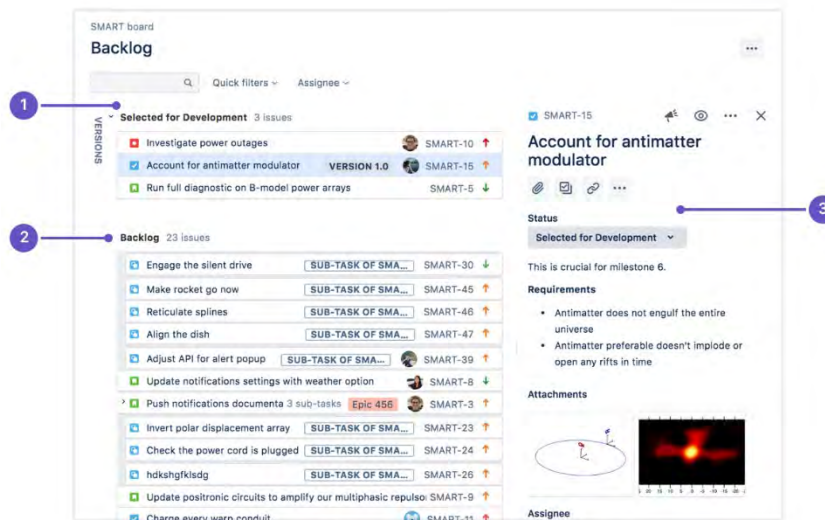 SMART board
Backlog
Quick filters
Assignee
1
VERSIONS
Selected for Development 3 issues
Investigate power outages SMART-10
Account for antimatter modulator VERSION 1.0 SMART-15
Run full diagnostic on B-model power arrays SMART-5
2
Backlog 23 issues
Engage the silent drive SUB-TASK OF SMA... SMART-30
Make rocket go now SUB-TASK OF SMA... SMART-45
Reticulate splines SUB-TASK OF SMA... SMART-46
Align the dish SUB-TASK OF SMA... SMART-47
Adjust API for alert popup SUB-TASK OF SMA... SMART-39
Update notifications settings with weather option SMART-8
Push notifications documenta 3 sub-tasks Epic 456 SMART-3
Invert polar displacement array SUB-TASK OF SMA... SMART-23
Check the power cord is plugged SUB-TASK OF SMA... SMART-24
hdkshgfklsdg SUB-TASK OF SMA... SMART-26
Update positronic circuits to amplify our multiphasic repulso SMART-9
Charge every warp conduit SMART-11
SMART-15
Account for antimatter
modulator
3
Status
Selected for Development
This is crucial for milestone 6.
Requirements
• Antimatter does not engulf the entire
universe
• Antimatter preferable doesn't implode or
open any rifts in time
Attachments
Assignee